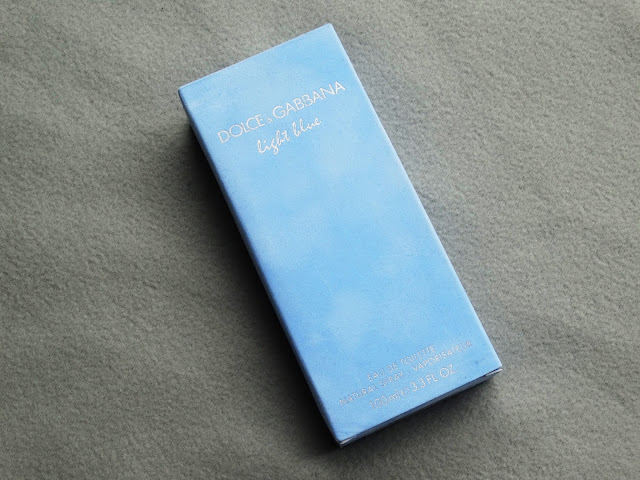 DOLCE & GABBANA
light blue
EAU DE TOILETTE
NATURAL SPRAY - VAPORISATEUR
100 ml e 3.3 FL OZ